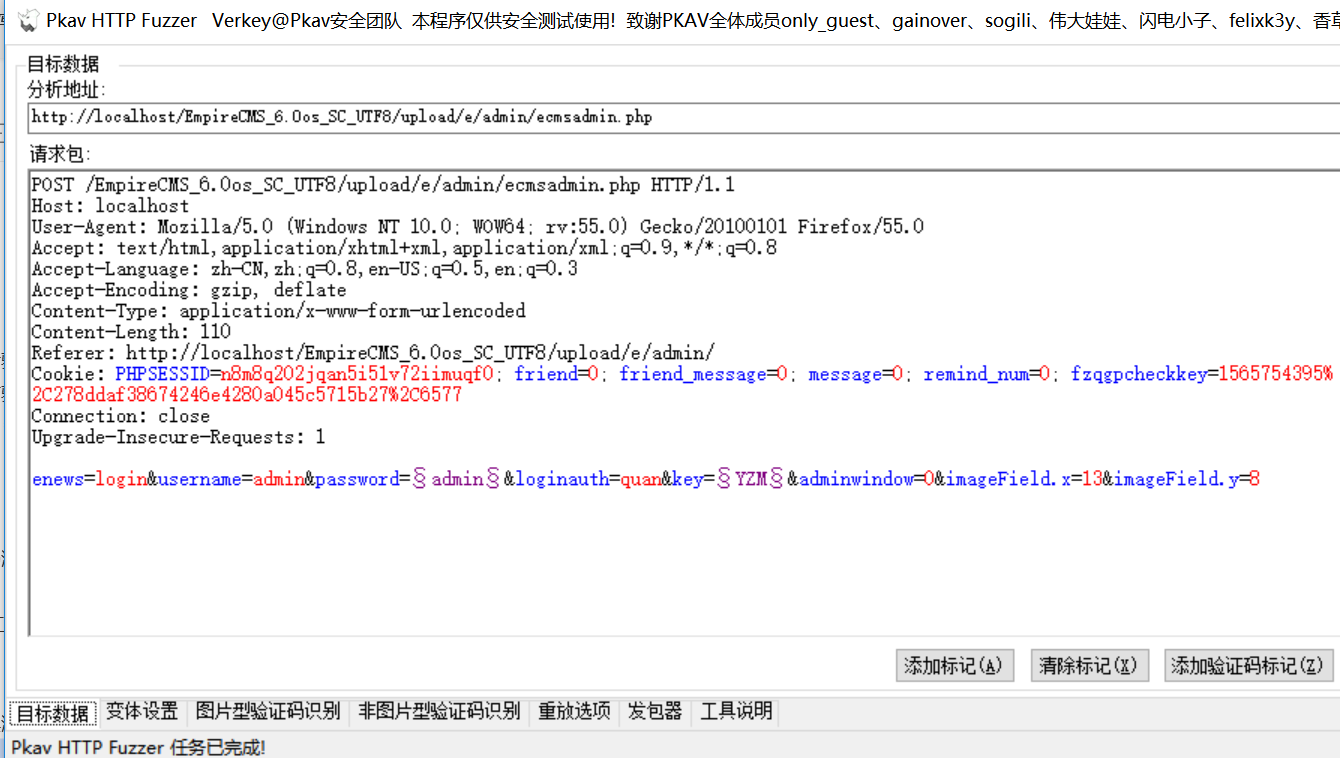 Pkav HTTP Fuzzer Verkey@Pkav安全团队 本程序仅供安全测试使用! 致谢PKAV全体成员only_guest、gainover、sogili、伟大娃娃、闪电小子、felixk3y、香草
目标数据
分析地址:
http://localhost/EmpireCMS_6.0os_SC_UTF8/upload/e/admin/ecmsadmin.php
请求包:
POST /EmpireCMS_6.0os_SC_UTF8/upload/e/admin/ecmsadmin.php HTTP/1.1
Host: localhost
User-Agent: Mozilla/5.0 (Windows NT 10.0; WOW64; rv:55.0) Gecko/20100101 Firefox/55.0
Accept: text/html,application/xhtml+xml,application/xml;q=0.9,*/*;q=0.8
Accept-Language: zh-CN,zh;q=0.8,en-US;q=0.5,en;q=0.3
Accept-Encoding: gzip, deflate
Content-Type: application/x-www-form-urlencoded
Content-Length: 110
Referer: http://localhost/EmpireCMS_6.0os_SC_UTF8/upload/e/admin/
Cookie: PHPSESSID=n8m8q202jqan5i51v72iimuqf0; friend=0; friend_message=0; message=0; remind_num=0; fzqgpcheckkey=1565754395%
2C278ddaf38674246e4280a045c5715b27%2C6577
Connection: close
Upgrade-Insecure-Requests: 1
enews=login&username=admin&password=§admin§&loginauth=quan&key=§YZM§&adminwindow=0&imageField.x=13&imageField.y=8
添加标记(A) 清除标记(X) 添加验证码标记(Z)
目标数据 变体设置 图片型验证码识别 非图片型验证码识别 重放选项 发包器 工具说明
Pkav HTTP Fuzzer 任务已完成!